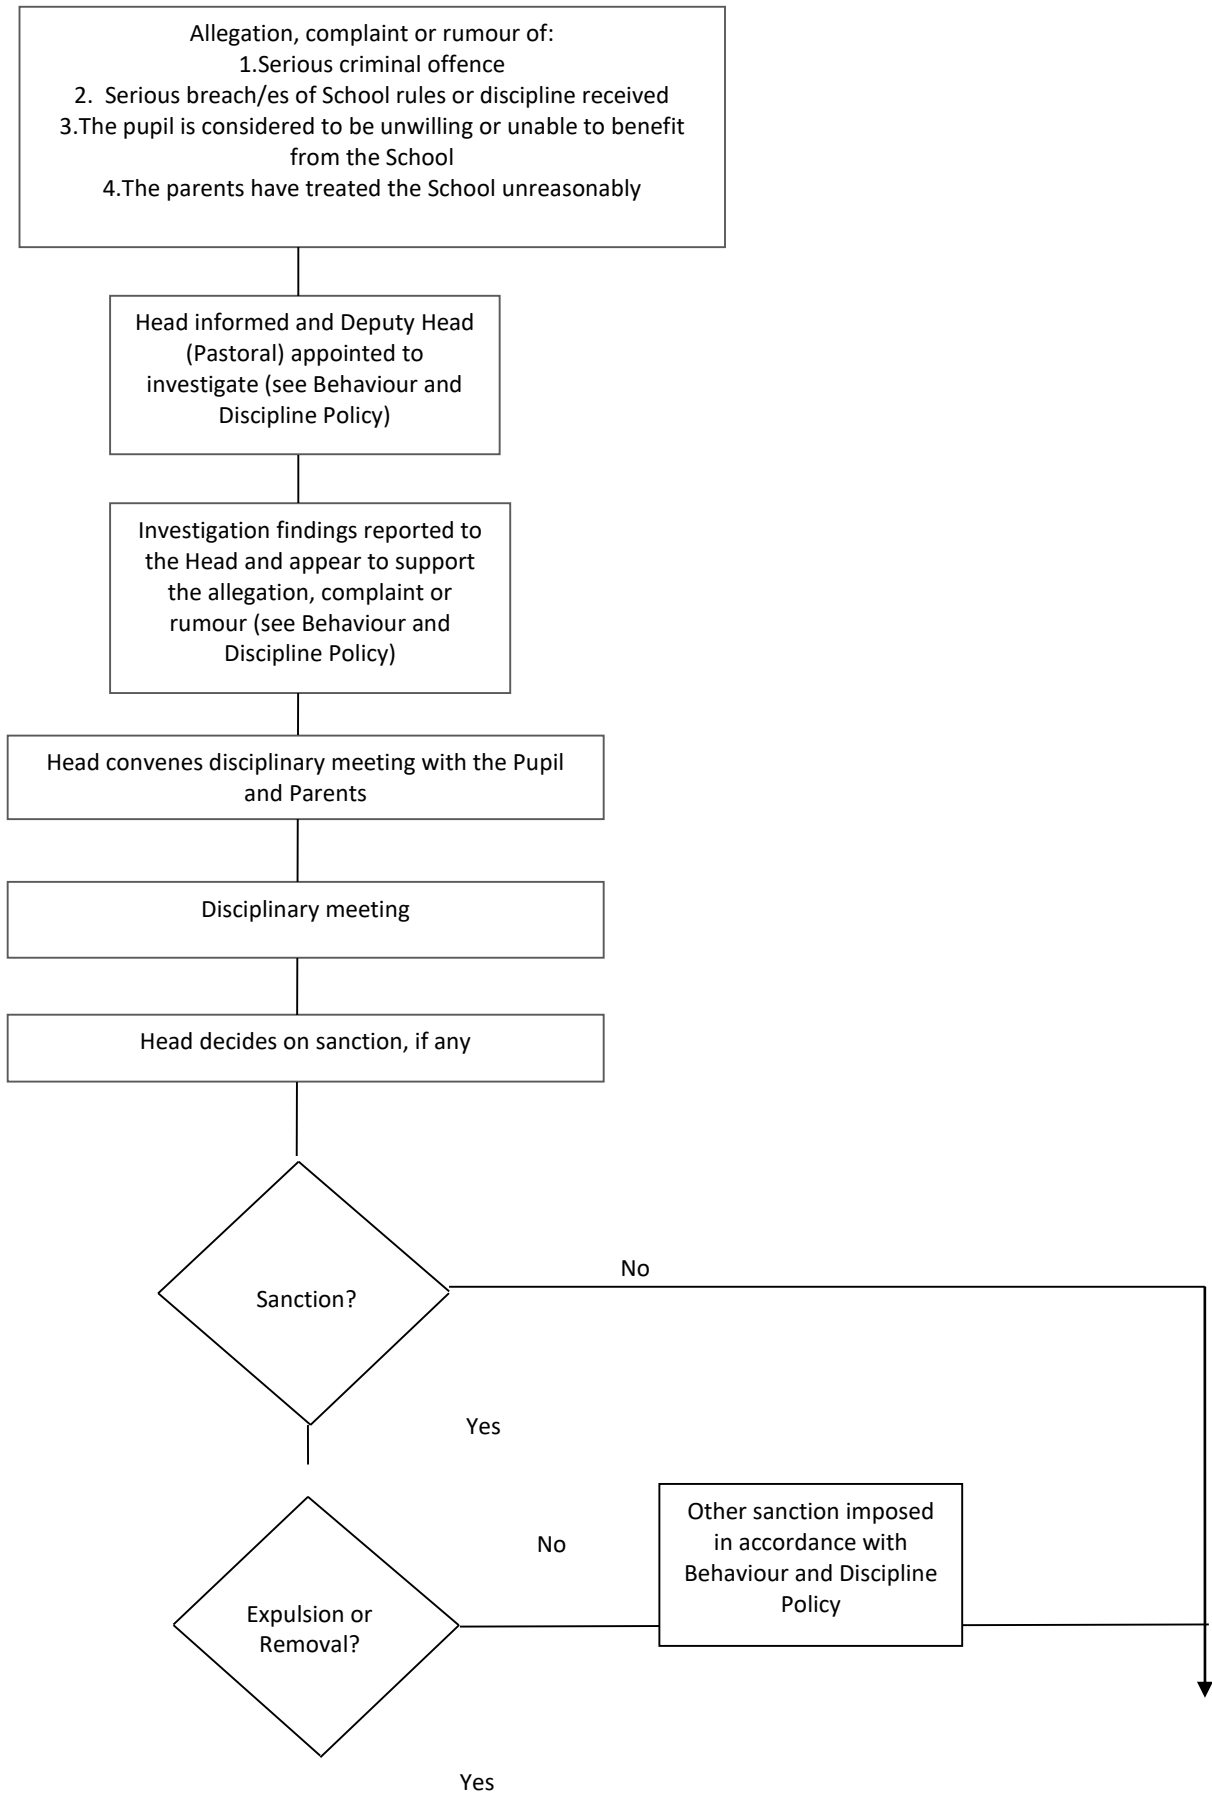 Allegation, complaint or rumour of:
1.Serious criminal offence
2. Serious breach/es of School rules or discipline received
3.The pupil is considered to be unwilling or unable to benefit
from the School
4.The parents have treated the School unreasonably
Head informed and Deputy Head
(Pastoral) appointed to
investigate (see Behaviour and
Discipline Policy)
Investigation findings reported to
the Head and appear to support
the allegation, complaint or
rumour (see Behaviour and
Discipline Policy)
Head convenes disciplinary meeting with the Pupil
and Parents
Disciplinary meeting
Head decides on sanction, if any
Sanction?
No
Yes
Expulsion or
Removal?
No
Other sanction imposed
in accordance with
Behaviour and Discipline
Policy
Yes